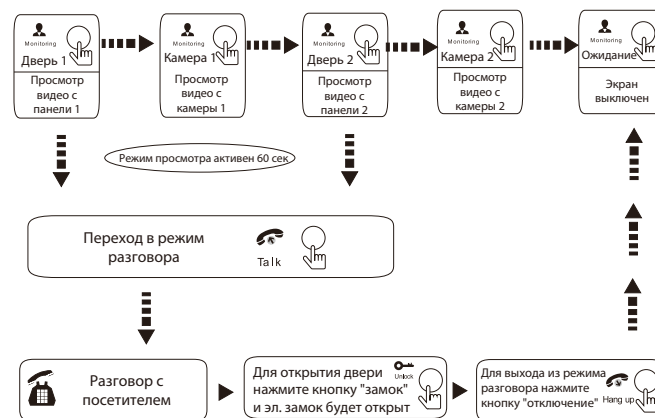 Monitoring
Дверь 1
Просмотр
видео с
панели 1
Monitoring
Камера 1
Просмотр
видео с
камеры 1
Monitoring
Дверь 2
Просмотр
видео с
панели 2
Monitoring
Камера 2
Просмотр
видео с
камеры 2
Monitoring
Ожидание
Экран
выключен
Режим просмотра активен 60 сек
Переход в режим
разговора
Talk
Разговор с
посетителем
Для открытия двери
нажмите кнопку "замок"
и эл. замок будет открыт
Unlock
Для выхода из режима
разговора нажмите
кнопку "отключение"
Hang up